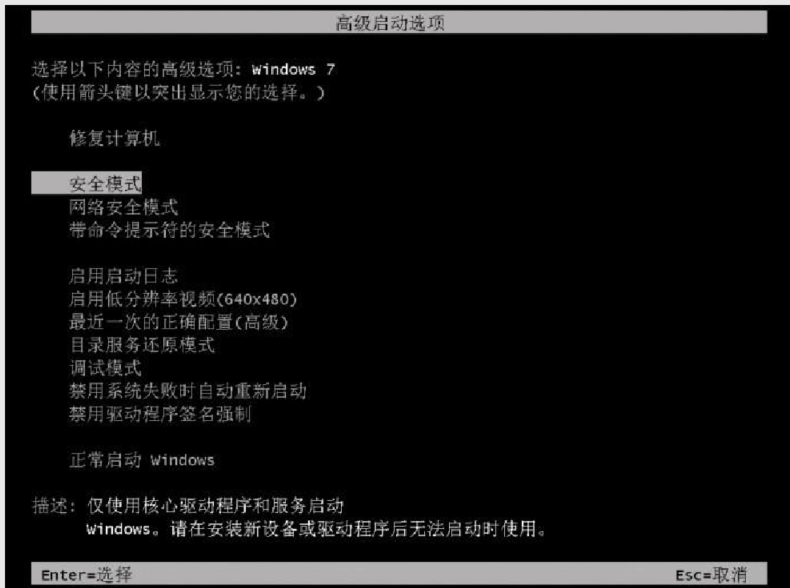 高级启动选项
选择以下内容的高级选项: Windows 7
(使用箭头键以突出显示您的选择。)
修复计算机
安全模式
网络安全模式
带命令提示符的安全模式
启用启动日志
启用低分辨率视频(640x480)
最近一次的正确配置(高级)
目录服务还原模式
调试模式
禁用系统失败时自动重新启动
禁用驱动程序签名强制
正常启动 Windows
描述: 仅使用核心驱动程序和服务启动
Windows。请在安装新设备或驱动程序后无法启动时使用。
Enter=选择 Esc=取消